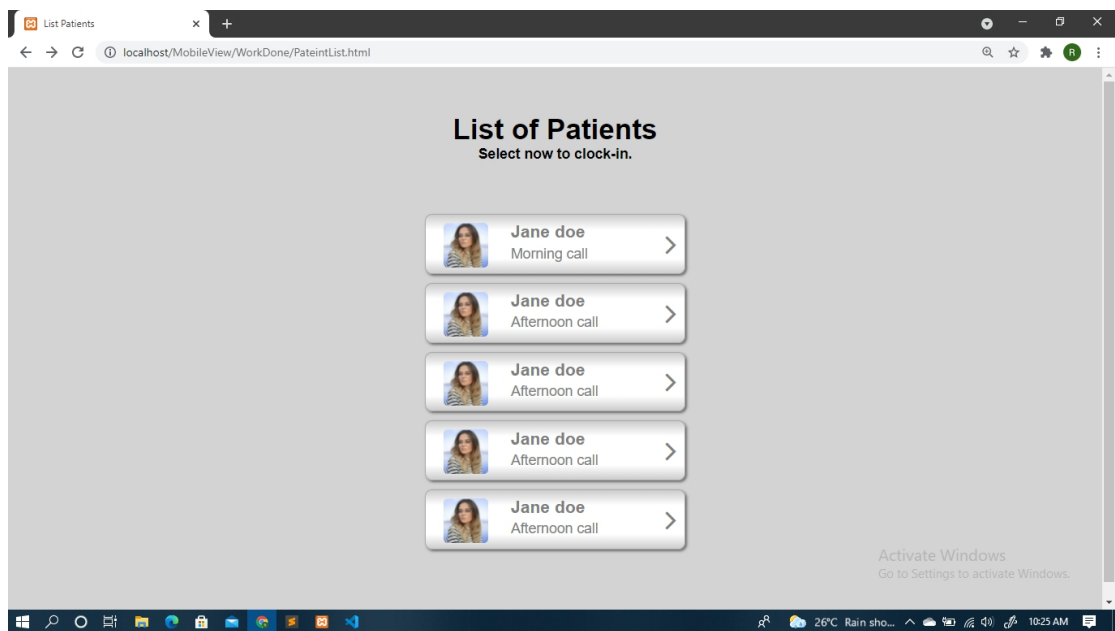 List Patients
localhost/MobileView/WorkDone/PateintList.html
R
List of Patients
Select now to clock-in.
Jane doe
Morning call
Jane doe
Afternoon call
Jane doe
Afternoon call
Jane doe
Afternoon call
Jane doe
Afternoon call
Activate Windows
Go to Settings to activate Windows.
26°C Rain sho...
10:25 AM